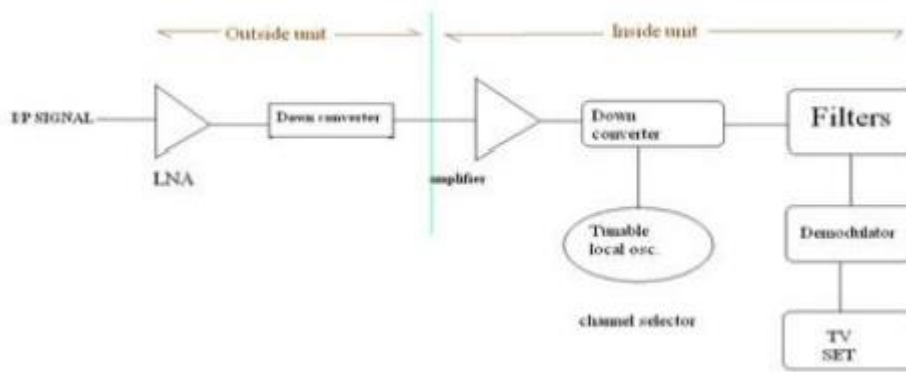 Outside unit
Inside unit
I/P SIGNAL
LNA
Down converter
amplifier
Down
converter
Filters
Tunable
local osc.
Demodulator
channel selector
TV
SET